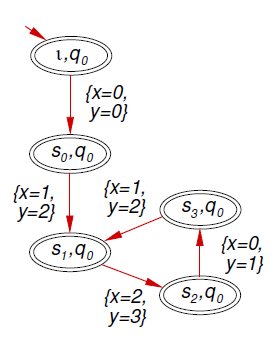 ι,q₀
{x=0,
y=0}
s₀,q₀
{x=1,
y=2}
{x=1,
y=2}
s₃,q₀
s₁,q₀
{x=0,
y=1}
{x=2,
y=3}
s₂,q₀